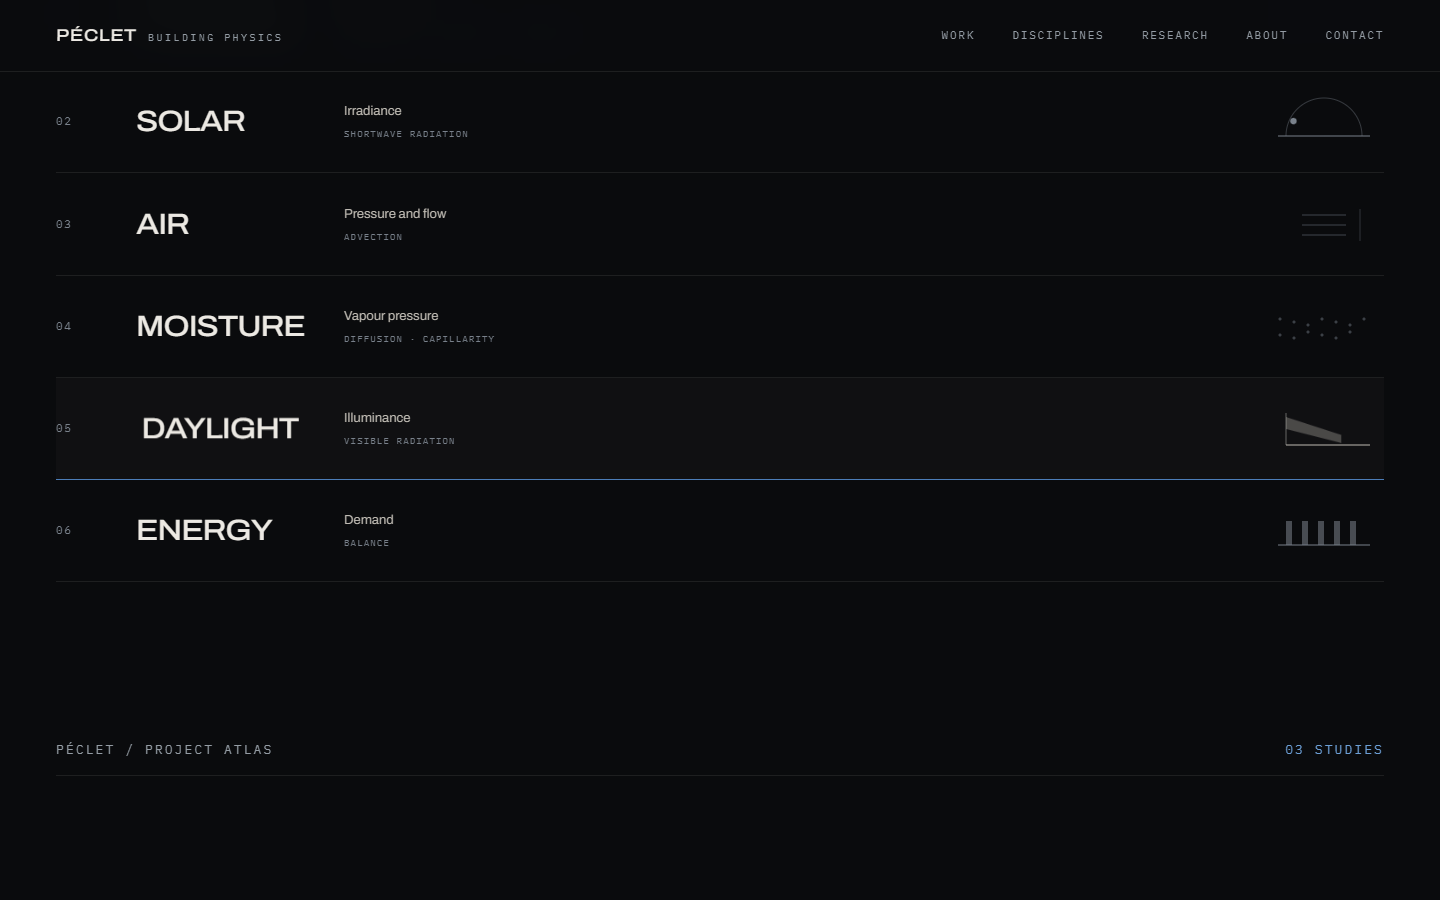 PÉCLET BUILDING PHYSICS
WORK DISCIPLINES RESEARCH ABOUT CONTACT
02 SOLAR Irradiance
SHORTWAVE RADIATION
03 AIR Pressure and flow
ADVECTION
04 MOISTURE Vapour pressure
DIFFUSION · CAPILLARITY
05 DAYLIGHT Illuminance
VISIBLE RADIATION
06 ENERGY Demand
BALANCE
PÉCLET / PROJECT ATLAS
03 STUDIES